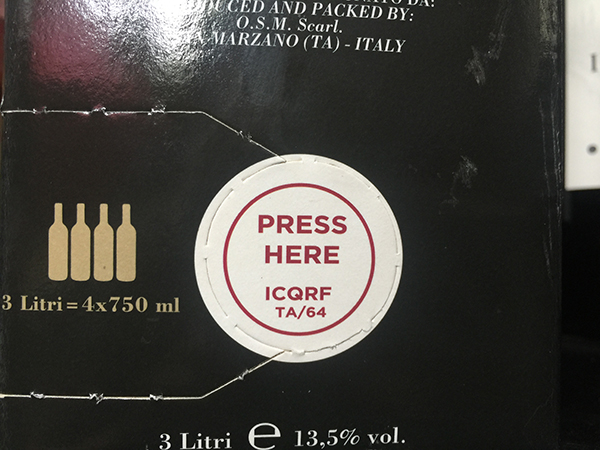 DUCED AND PACKED BY:
O.S.M. Scarl.
MARZANO (TA) - ITALY
PRESS
HERE
ICQRF
TA/64
3 Litri = 4x750 ml
3 Litri e 13,5% vol.